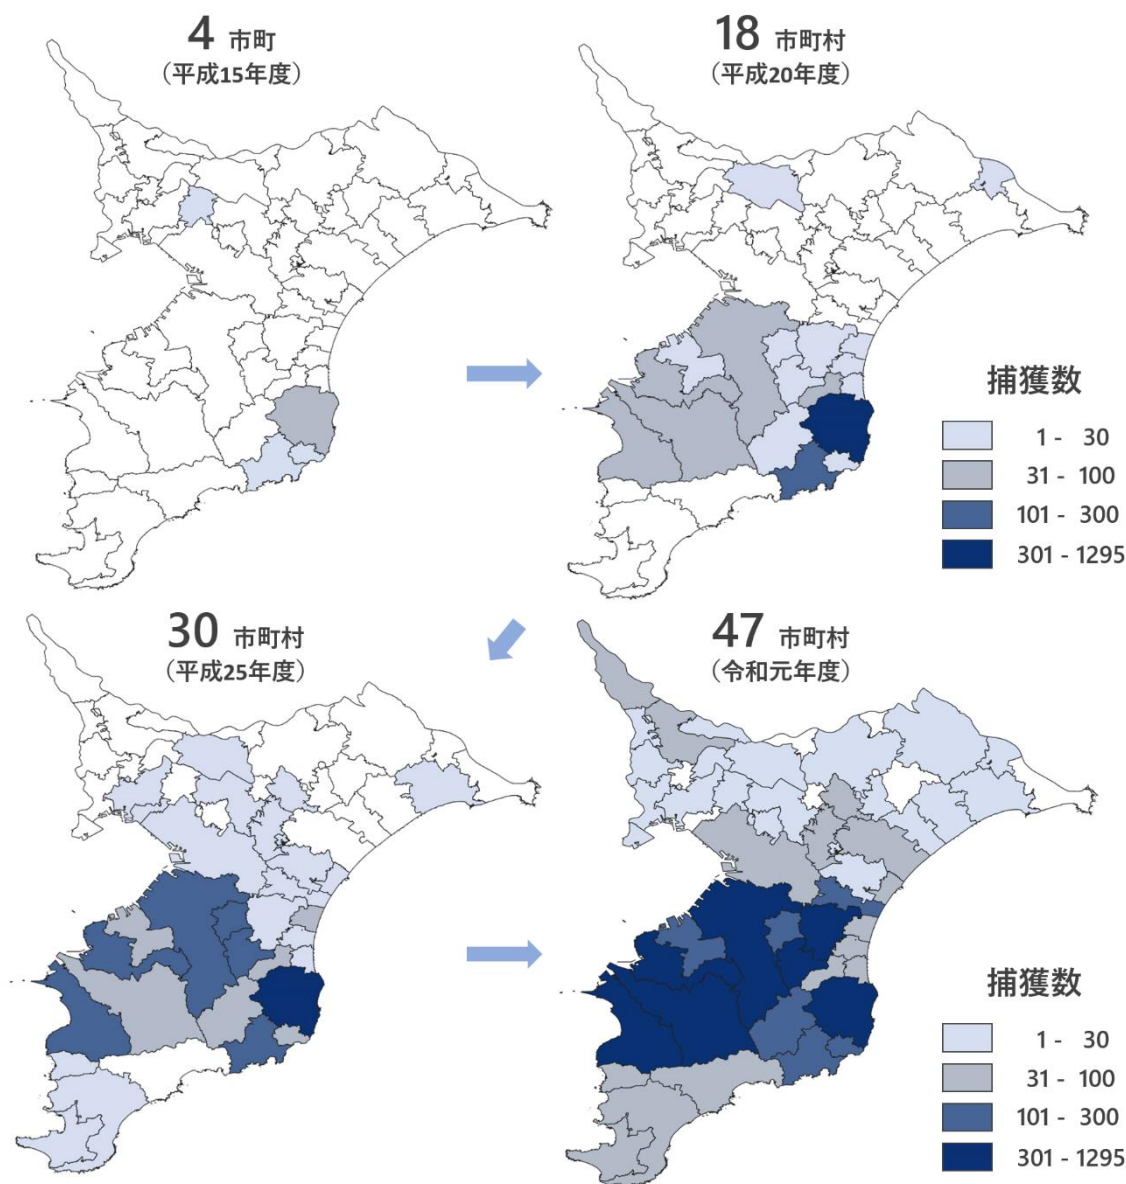 4 市町
（平成15年度）
18 市町村
（平成20年度）
捕獲数
1 - 30
31 - 100
101 - 300
301 - 1295
30 市町村
（平成25年度）
47 市町村
（令和元年度）
捕獲数
1 - 30
31 - 100
101 - 300
301 - 1295